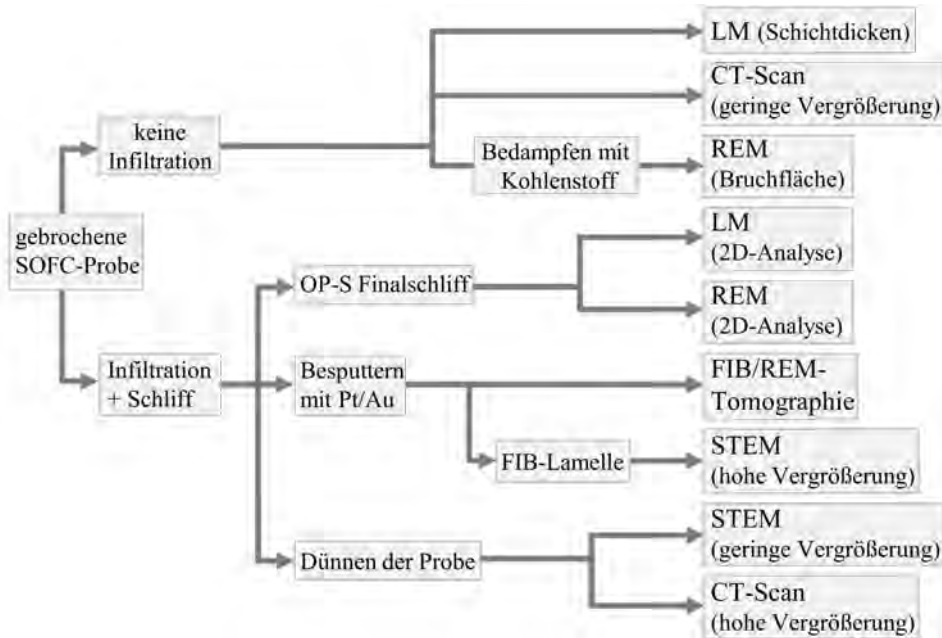 gebrochene
SOFC-Probe
keine
Infiltration
LM (Schichtdicken)
CT-Scan
(geringe Vergrößerung)
Bedampfen mit
Kohlenstoff
REM
(Bruchfläche)
Infiltration
+ Schliff
OP-S Finalschliff
LM
(2D-Analyse)
REM
(2D-Analyse)
Besputtern
mit Pt/Au
FIB/REM-
Tomographie
FIB-Lamelle
STEM
(hohe Vergrößerung)
Dünnen der Probe
STEM
(geringe Vergrößerung)
CT-Scan
(hohe Vergrößerung)